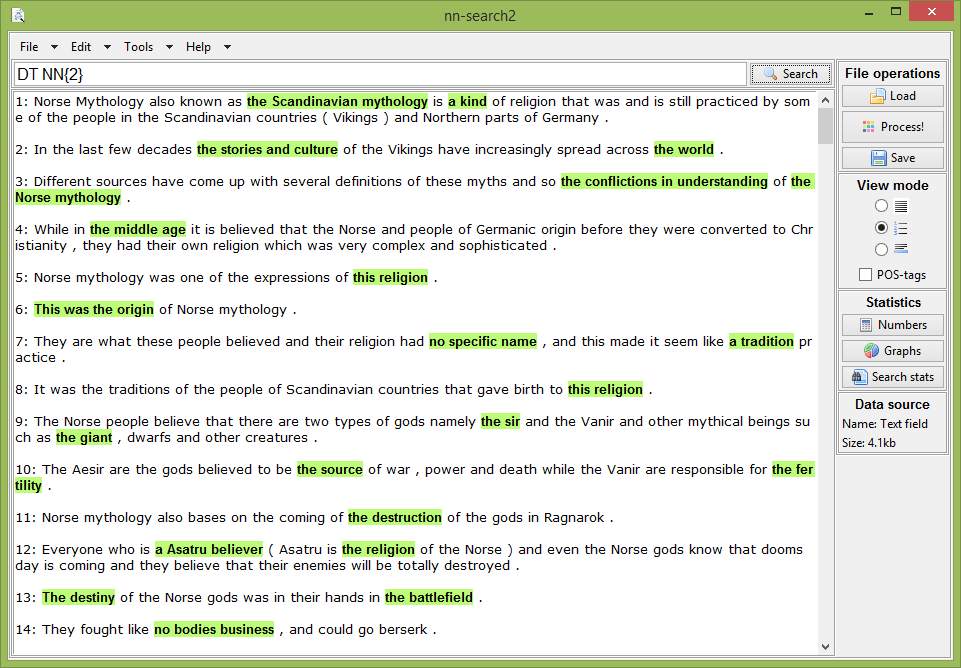 nn-search2
File Edit Tools Help
DT NN{2}
Search
1: Norse Mythology also known as the Scandinavian mythology is a kind of religion that was and is still practiced by som
e of the people in the Scandinavian countries ( Vikings ) and Northern parts of Germany .
2: In the last few decades the stories and culture of the Vikings have increasingly spread across the world .
3: Different sources have come up with several definitions of these myths and so the conflictions in understanding of the
Norse mythology .
4: While in the middle age it is believed that the Norse and people of Germanic origin before they were converted to Chr
istianity , they had their own religion which was very complex and sophisticated .
5: Norse mythology was one of the expressions of this religion .
6: This was the origin of Norse mythology .
7: They are what these people believed and their religion had no specific name , and this made it seem like a tradition pr
actice .
8: It was the traditions of the people of Scandinavian countries that gave birth to this religion .
9: The Norse people believe that there are two types of gods namely the sir and the Vanir and other mythical beings su
ch as the giant , dwarfs and other creatures .
10: The Aesir are the gods believed to be the source of war , power and death while the Vanir are responsible for the fer
tility .
11: Norse mythology also bases on the coming of the destruction of the gods in Ragnarok .
12: Everyone who is a Asatru believer ( Asatru is the religion of the Norse ) and even the Norse gods know that dooms
day is coming and they believe that their enemies will be totally destroyed .
13: The destiny of the Norse gods was in their hands in the battlefield .
14: They fought like no bodies business , and could go berserk .
File operations
Load
Process!
Save
View mode
POS-tags
Statistics
Numbers
Graphs
Search stats
Data source
Name: Text field
Size: 4.1kb